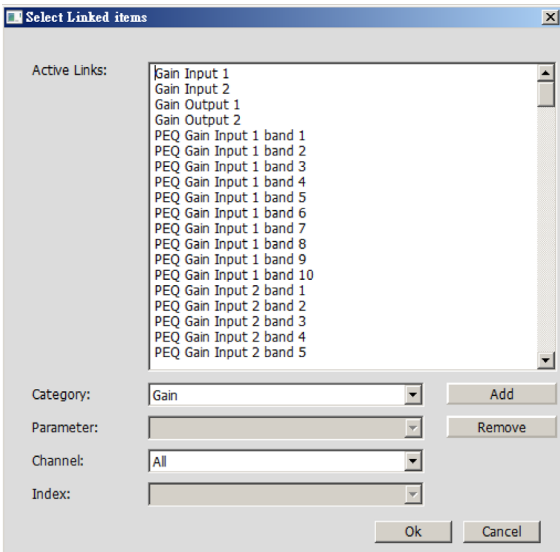 Select Linked items
Active Links:
Gain Input 1
Gain Input 2
Gain Output 1
Gain Output 2
PEQ Gain Input 1 band 1
PEQ Gain Input 1 band 2
PEQ Gain Input 1 band 3
PEQ Gain Input 1 band 4
PEQ Gain Input 1 band 5
PEQ Gain Input 1 band 6
PEQ Gain Input 1 band 7
PEQ Gain Input 1 band 8
PEQ Gain Input 1 band 9
PEQ Gain Input 1 band 10
PEQ Gain Input 2 band 1
PEQ Gain Input 2 band 2
PEQ Gain Input 2 band 3
PEQ Gain Input 2 band 4
PEQ Gain Input 2 band 5
Category: Gain Add
Parameter: Remove
Channel: All
Index:
Ok Cancel